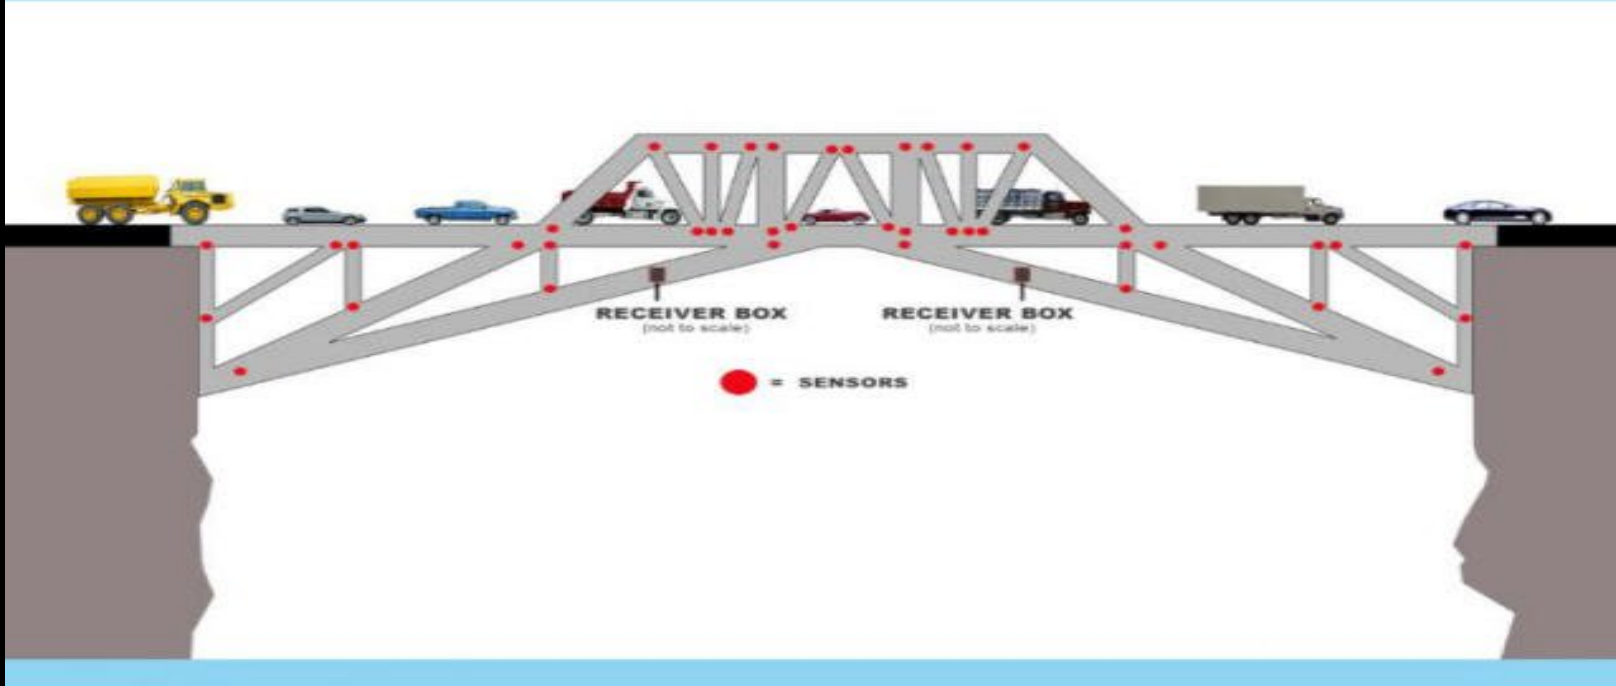 RECEIVER BOX
(not to scale)
RECEIVER BOX
(not to scale)
= SENSORS